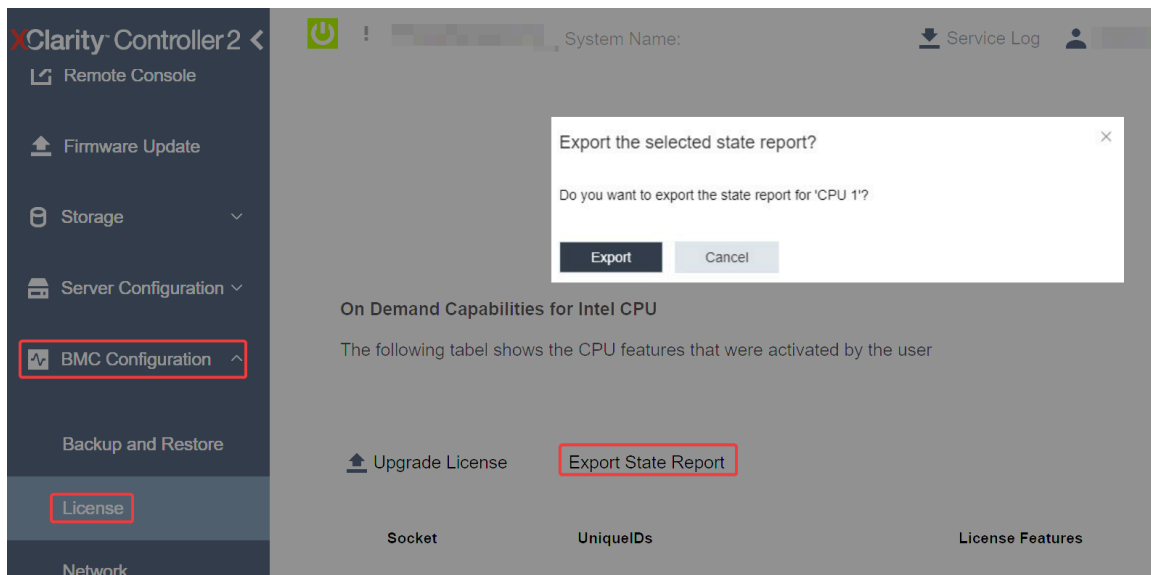 XClarity Controller 2
Remote Console
Firmware Update
Storage
Server Configuration
BMC Configuration
Backup and Restore
License
Network
! System Name:
Service Log
Export the selected state report?
Do you want to export the state report for 'CPU 1'?
Export Cancel
On Demand Capabilities for Intel CPU
The following tabel shows the CPU features that were activated by the user
Upgrade License Export State Report
Socket UniqueIDs License Features